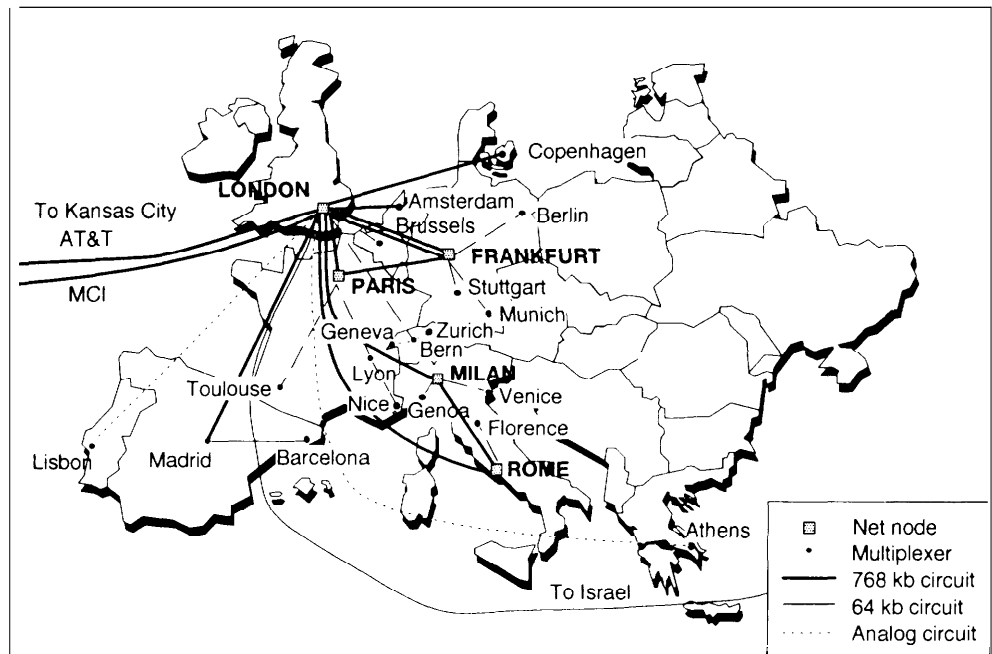 Copenhagen
LONDON
Amsterdam
To Kansas City
Berlin
Brussels
AT&T
FRANKFURT
PARIS
Stuttgart
MCI
Munich
Geneva
Zurich
Bern
Lyon
MILAN
Toulouse
Venice
Nice
Genoa
Florence
Lisbon
Madrid
Barcelona
ROME
Athens
To Israel
Net node
Multiplexer
768 kb circuit
64 kb circuit
Analog circuit